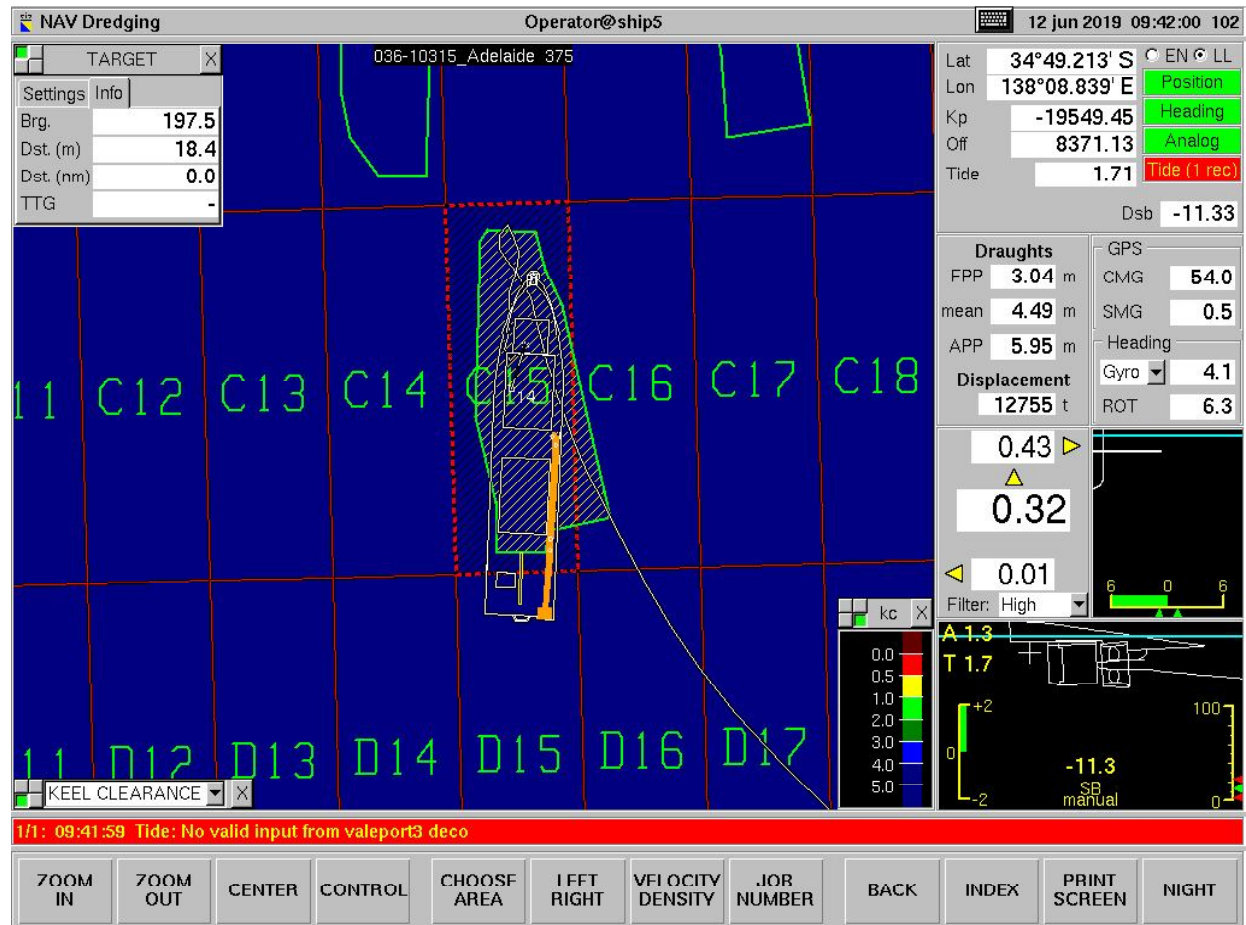 NAV Dredging Operator@ship5 12 jun 2019 09:42:00 102
TARGET X
Settings Info
Brg. 197.5
Dst. (m) 18.4
Dst. (nm) 0.0
TTG -
036-10315_Adelaide 375
11 C12 C13 C14 C15 C16 C17 C18
14
11 D12 D13 D14 D15 D16 D17
KEEL CLEARANCE X
kc X
0.0
0.5
1.0
2.0
3.0
4.0
5.0
Lat 34°49.213' S EN LL
Lon 138°08.839' E Position
Kp -19549.45 Heading
Off 8371.13 Analog
Tide 1.71 Tide (1 rec)
Dsb -11.33
Draughts
FPP 3.04 m
mean 4.49 m
APP 5.95 m
Displacement
12755 t
GPS
CMG 54.0
SMG 0.5
Heading
Gyro 4.1
ROT 6.3
0.43
0.32
0.01
Filter: High
6 0 6
A 1.3
T 1.7
+2
0
-2
100
0
-11.3
SB
manual
1/1: 09:41:59 Tide: No valid input from valeport3 deco
ZOOM IN
ZOOM OUT
CENTER
CONTROL
CHOOSE AREA
LEFT RIGHT
VELOCITY DENSITY
JOB NUMBER
BACK
INDEX
PRINT SCREEN
NIGHT